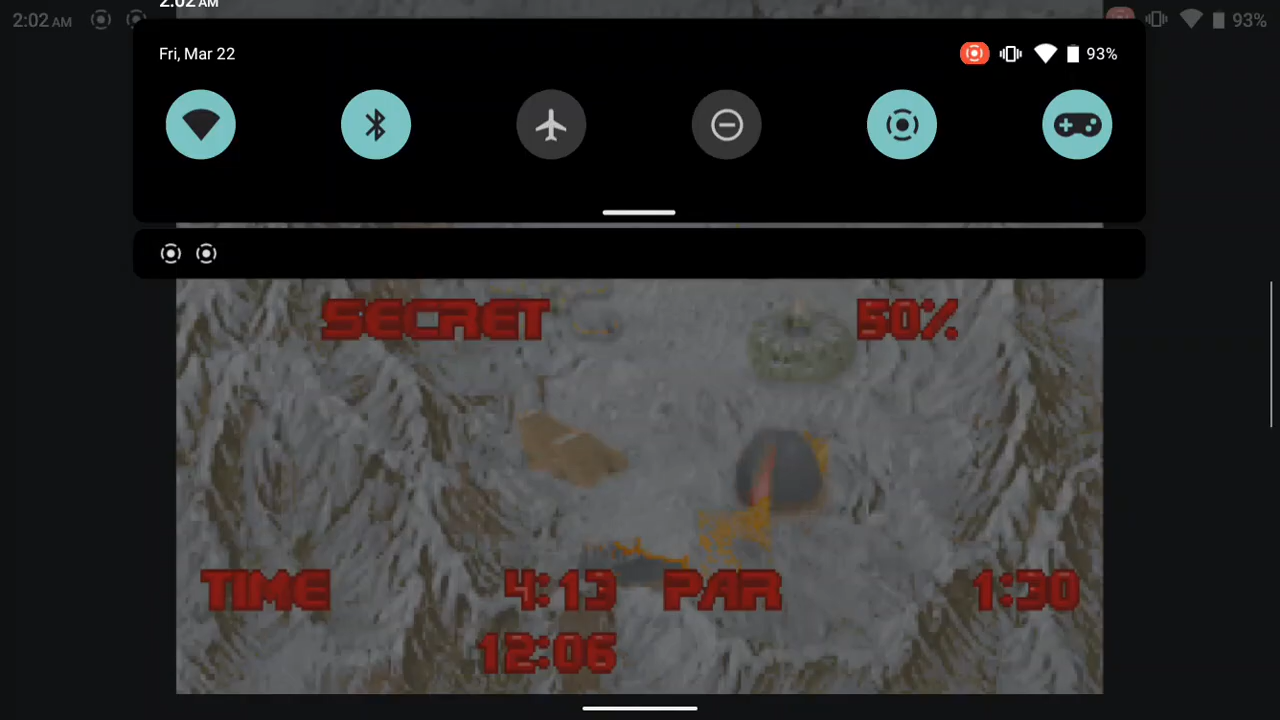 2:02 AM
2:02 AM
93%
Fri, Mar 22
93%
SECRET 50%
TIME 4:13 PAR 1:30
12:06